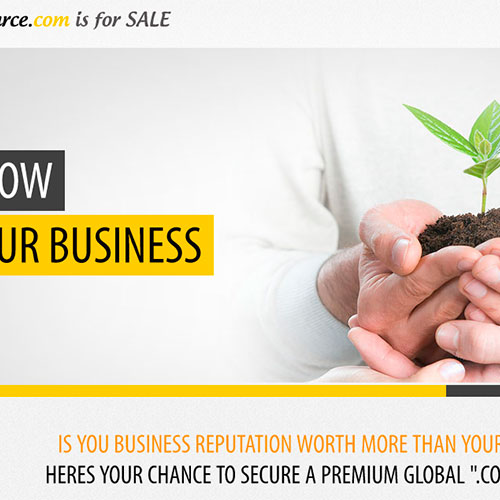 rce.com is for SALE
OW
UR BUSINESS
IS YOU BUSINESS REPUTATION WORTH MORE THAN YOUR
HERES YOUR CHANCE TO SECURE A PREMIUM GLOBAL ".CO